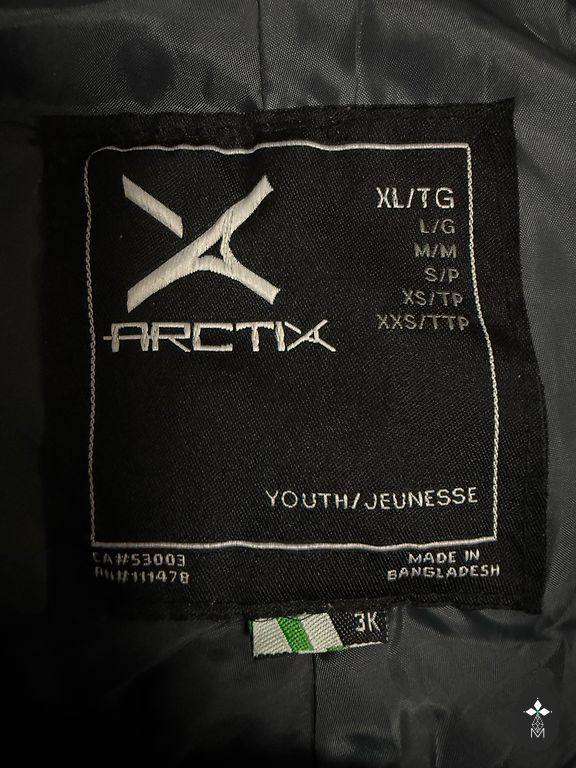 ARCTIX
XL/TG
L/G
M/M
S/P
XS/TP
XXS/TTP
YOUTH/JEUNESSE
CA#53003
RN#111478
MADE IN
BANGLADESH
3K
M